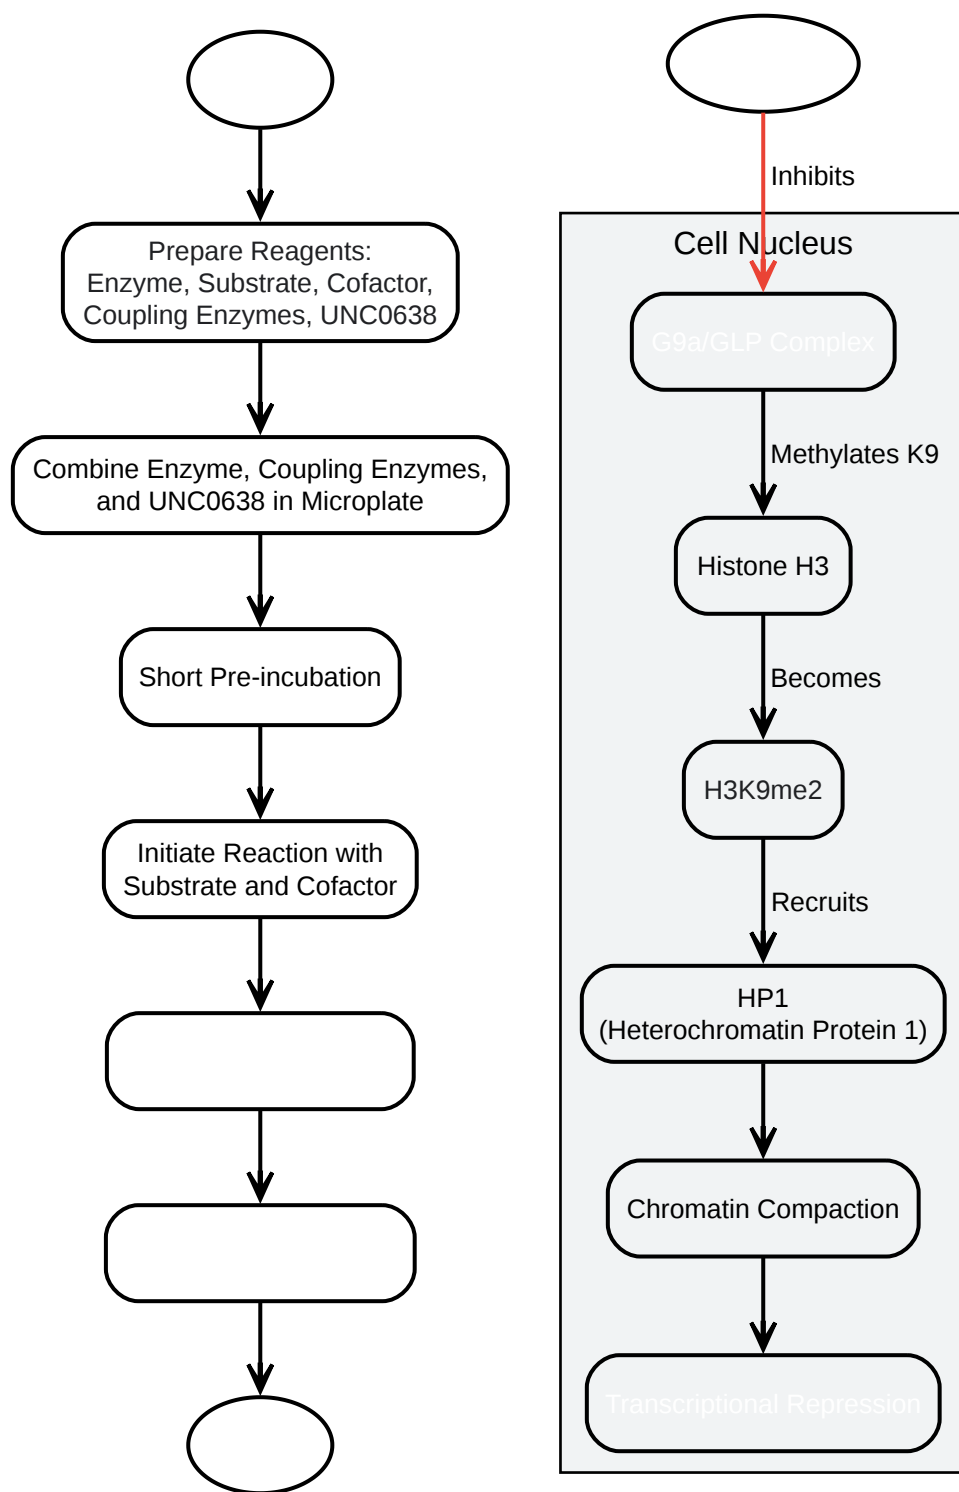 Prepare Reagents:
Enzyme, Substrate, Cofactor,
Coupling Enzymes, UNC0638
Combine Enzyme, Coupling Enzymes,
and UNC0638 in Microplate
Short Pre-incubation
Initiate Reaction with
Substrate and Cofactor
Inhibits
Cell Nucleus
G9a/GLP Complex
Methylates K9
Histone H3
Becomes
H3K9me2
Recruits
HP1
(Heterochromatin Protein 1)
Chromatin Compaction
Transcriptional Repression